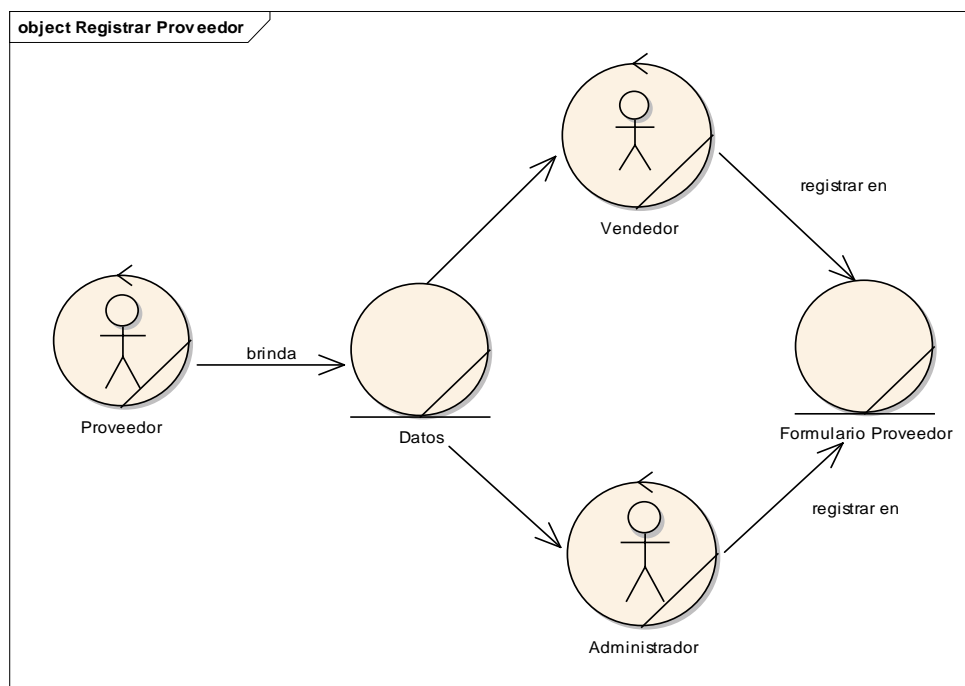 object Registrar Proveedor
Vendedor
registrar en
brinda
Proveedor
Datos
Formulario Proveedor
registrar en
Administrador